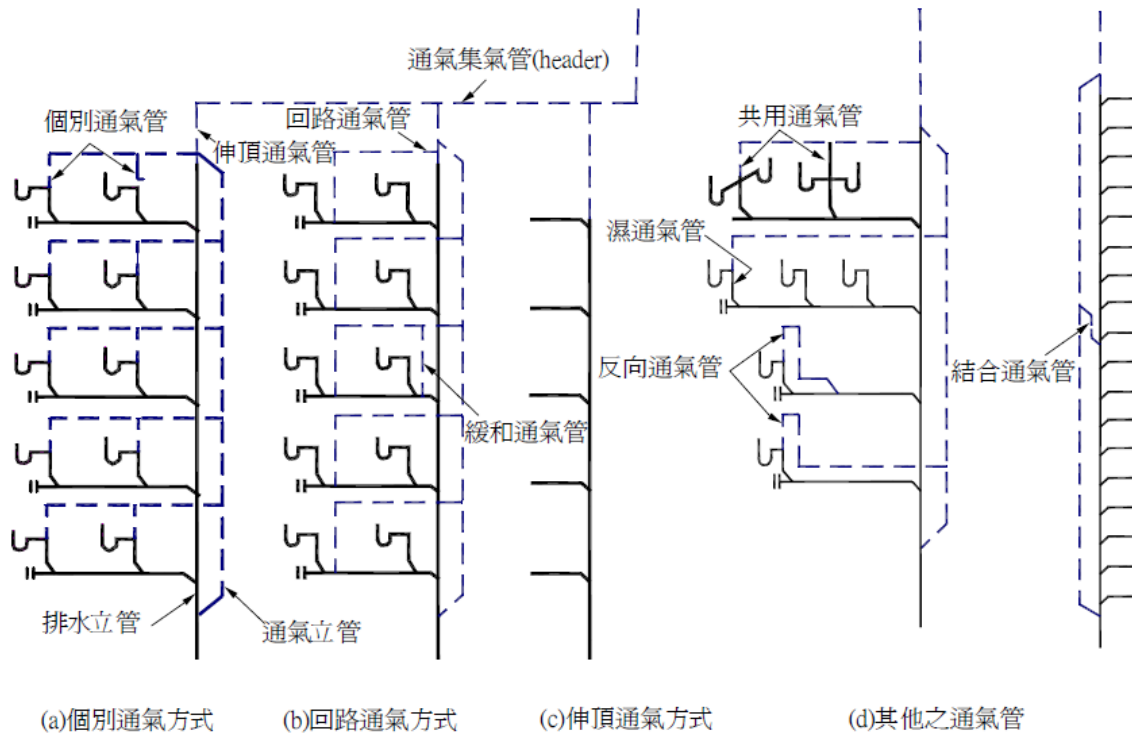 通氣集氣管(header)
個別通氣管
伸頂通氣管
回路通氣管
共用通氣管
濕通氣管
反向通氣管
結合通氣管
緩和通氣管
排水立管
通氣立管
(a)個別通氣方式
(b)回路通氣方式
(c)伸頂通氣方式
(d)其他之通氣管